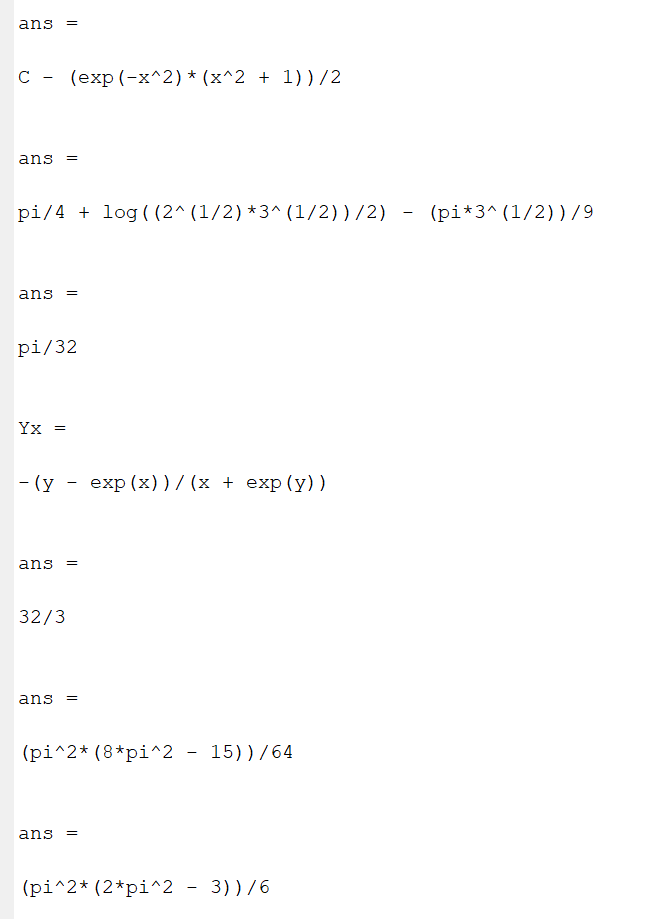 ans =
C - (exp(-x^2)*(x^2 + 1))/2
ans =
pi/4 + log((2^(1/2)*3^(1/2))/2) - (pi*3^(1/2))/9
ans =
pi/32
Yx =
-(y - exp(x))/(x + exp(y))
ans =
32/3
ans =
(pi^2*(8*pi^2 - 15))/64
ans =
(pi^2*(2*pi^2 - 3))/6